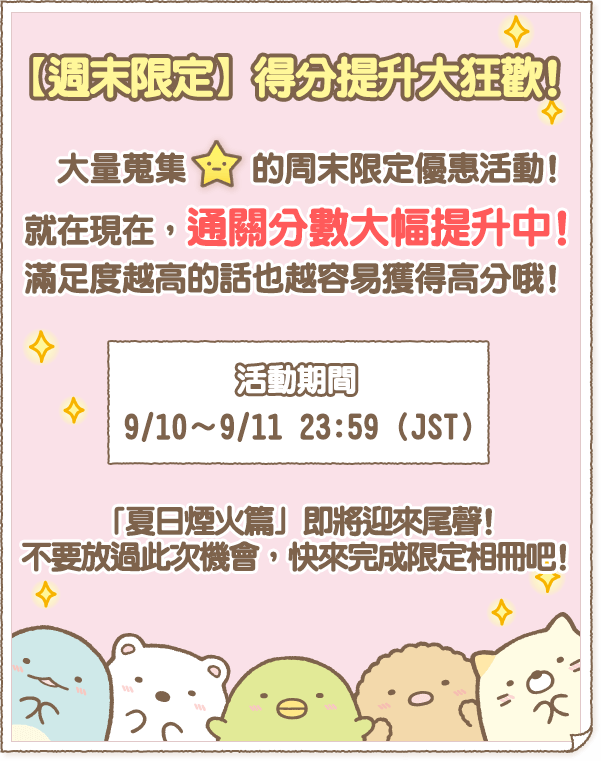 【週末限定】得分提升大狂歡!
大量蒐集 的周末限定優惠活動!
就在現在，通關分數大幅提升中!
滿足度越高的話也越容易獲得高分哦!
活動期間
9/10～9/11 23:59 (JST)
「夏日煙火篇」即將迎來尾聲!
不要放過此次機會，快來完成限定相冊吧!